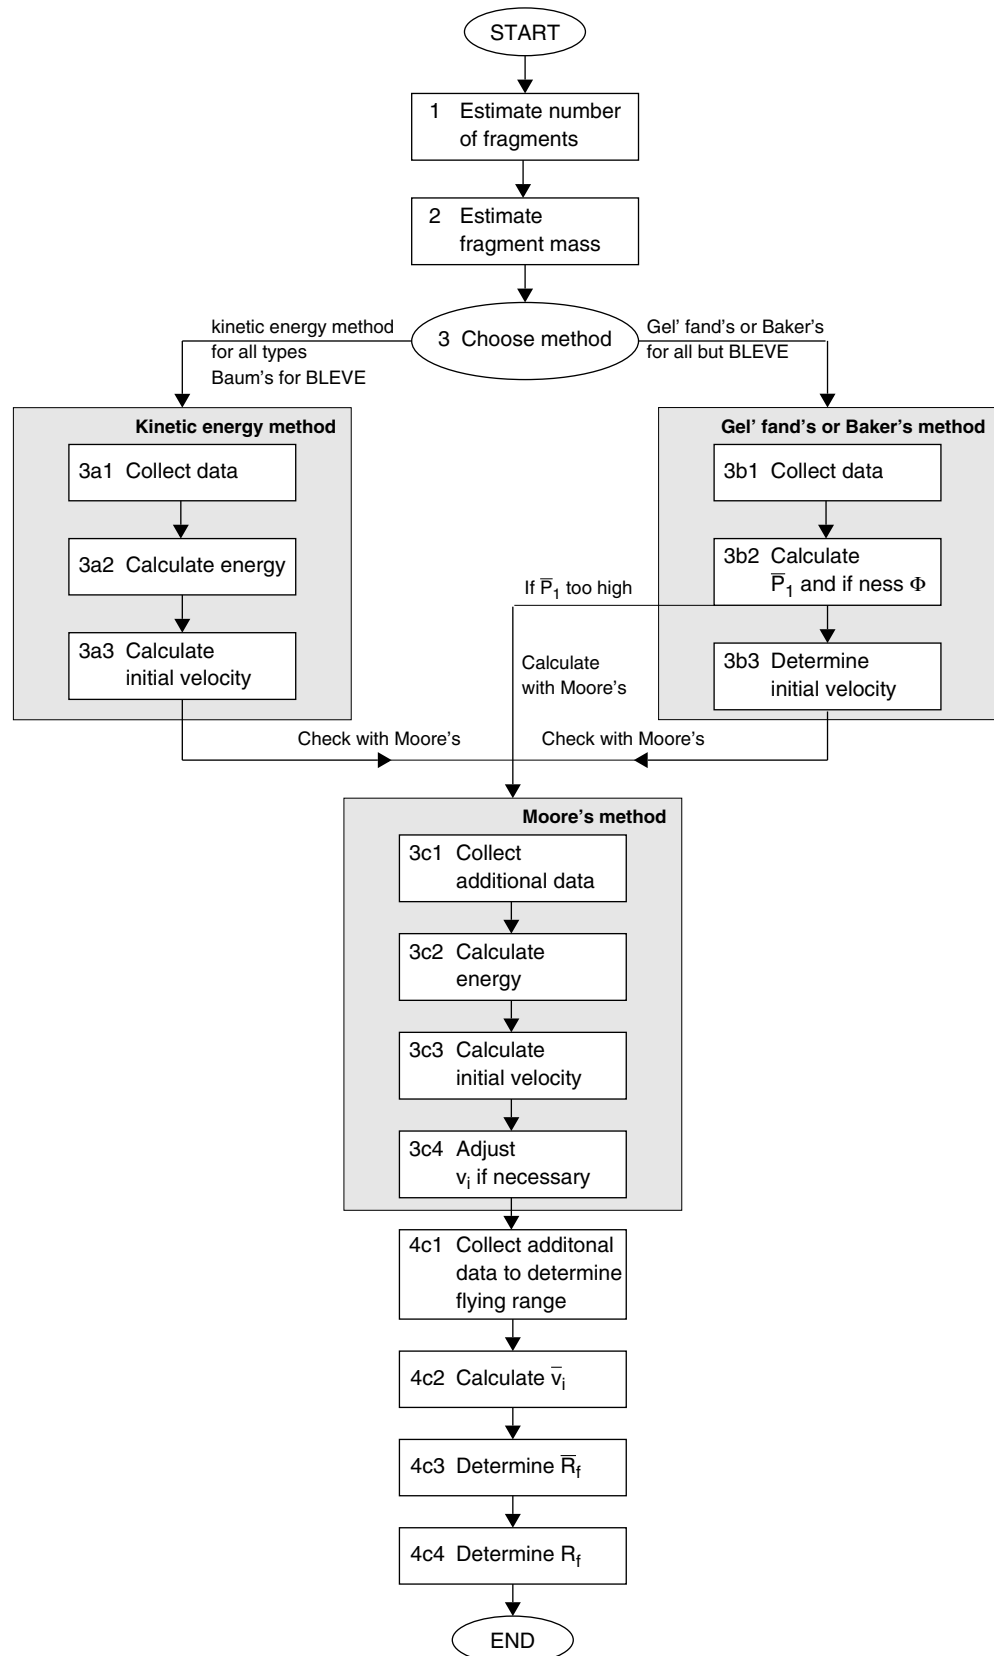 START
1 Estimate number
of fragments
2 Estimate
fragment mass
3 Choose method
kinetic energy method
for all types
Baum's for BLEVE
Gel' fand's or Baker's
for all but BLEVE
Kinetic energy method
3a1 Collect data
3a2 Calculate energy
3a3 Calculate
initial velocity
Gel' fand's or Baker's method
3b1 Collect data
3b2 Calculate
P̅₁ and if ness Φ
3b3 Determine
initial velocity
If P̅₁ too high
Calculate
with Moore's
Check with Moore's
Check with Moore's
Moore's method
3c1 Collect
additional data
3c2 Calculate
energy
3c3 Calculate
initial velocity
3c4 Adjust
vᵢ if necessary
4c1 Collect additonal
data to determine
flying range
4c2 Calculate v̅ᵢ
4c3 Determine R̅f
4c4 Determine Rf
END